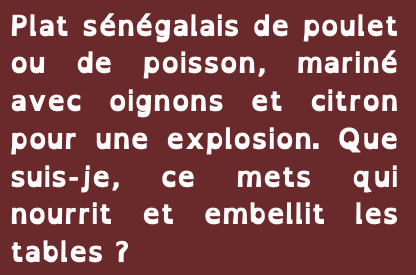 Plat sénégalais de poulet
ou de poisson, mariné
avec oignons et citron
pour une explosion. Que
suis-je, ce mets qui
nourrit et embellit les
tables ?